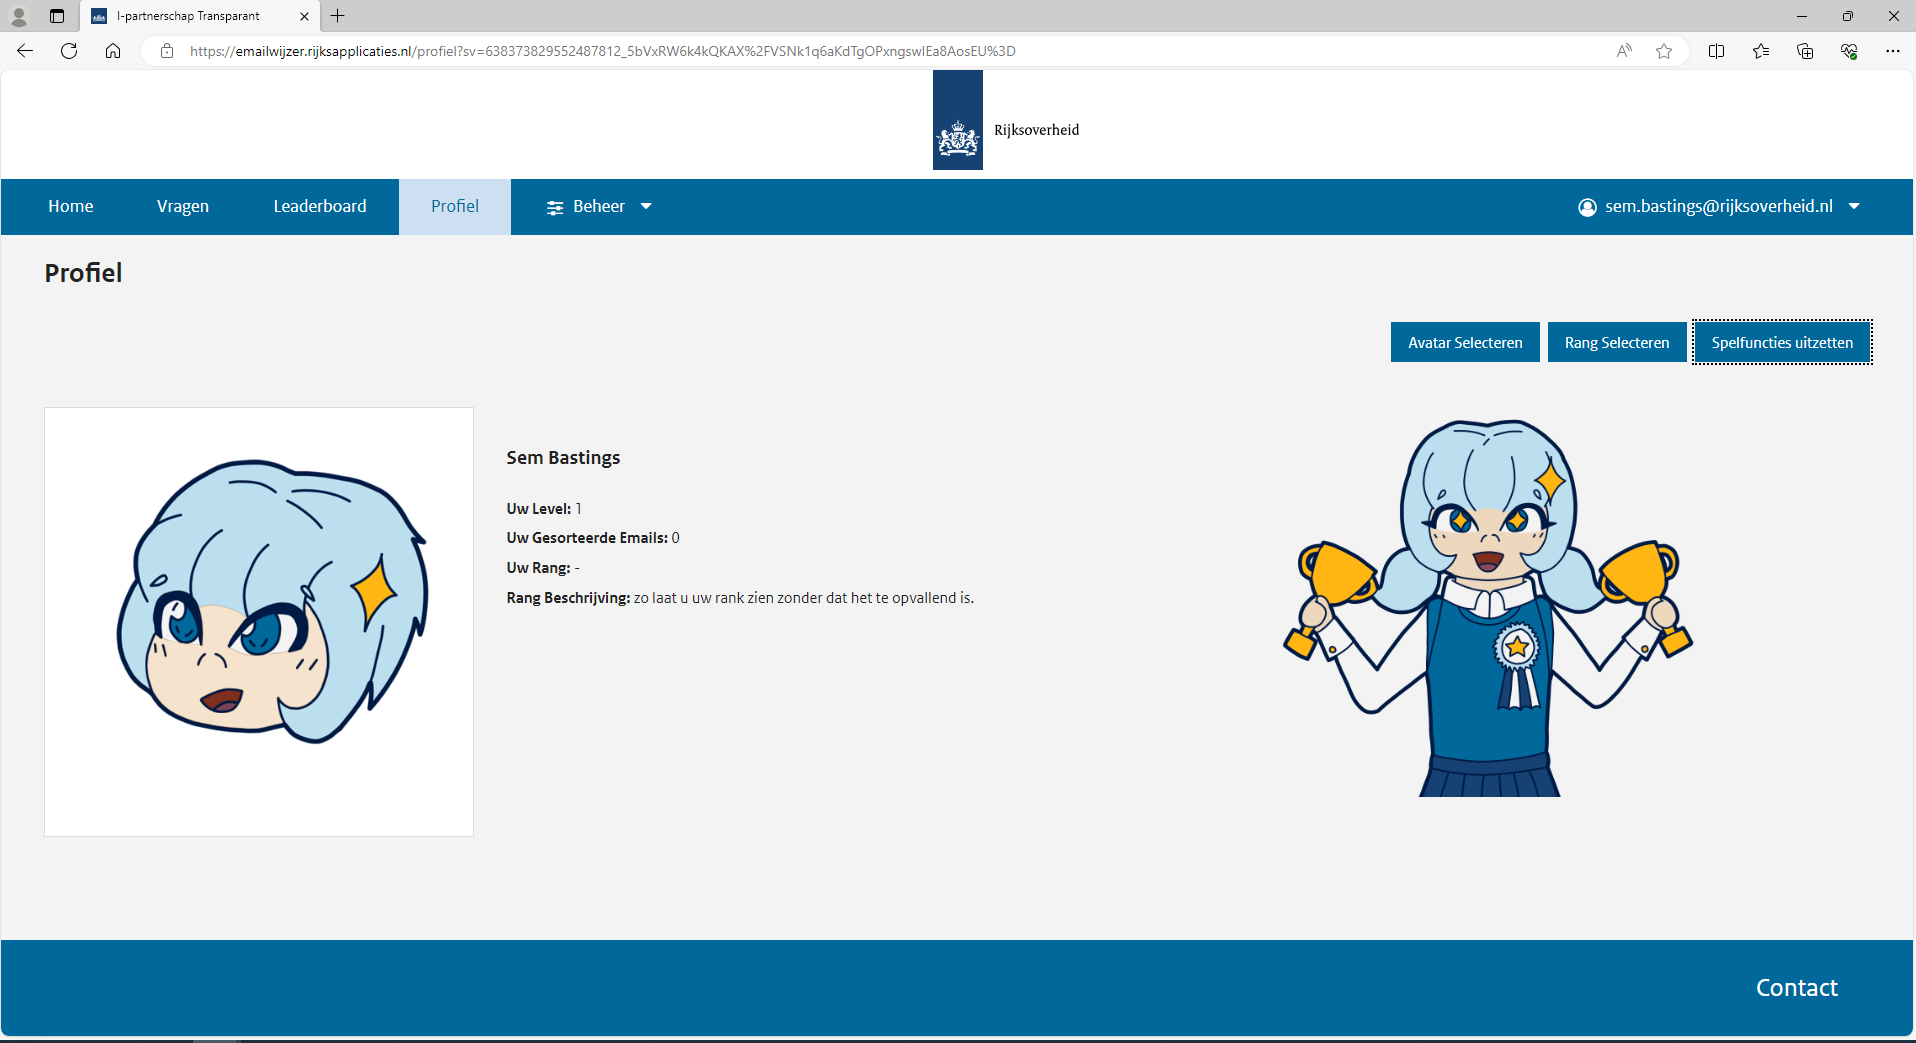 I-partnerschap Transparant
https://emailwijzer.rijksapplicaties.nl/profiel?sv=638373829552487812_5bVxRW6k4kQKAX%2FVSNk1q6aKdTgOPxngswIEa8AosEU%3D
Rijksoverheid
Home Vragen Leaderboard Profiel Beheer sem.bastings@rijksoverheid.nl
Profiel
Avatar Selecteren Rang Selecteren Spelfuncties uitzetten
Sem Bastings
Uw Level: 1
Uw Gesorteerde Emails: 0
Uw Rang: -
Rang Beschrijving: zo laat u uw rank zien zonder dat het te opvallend is.
Contact